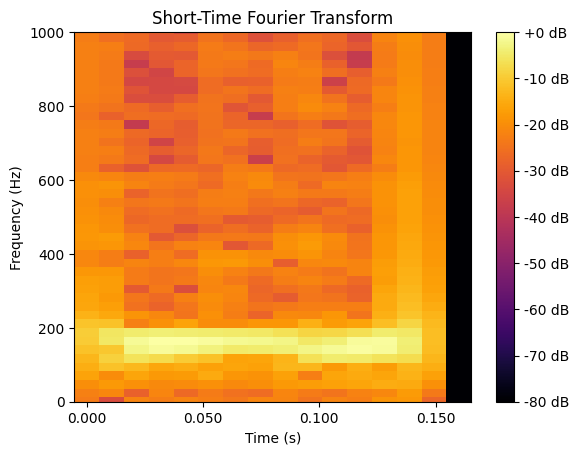 Short-Time Fourier Transform
1000
800
600
400
200
0
Frequency (Hz)
0.000
0.050
0.100
0.150
Time (s)
+0 dB
-10 dB
-20 dB
-30 dB
-40 dB
-50 dB
-60 dB
-70 dB
-80 dB